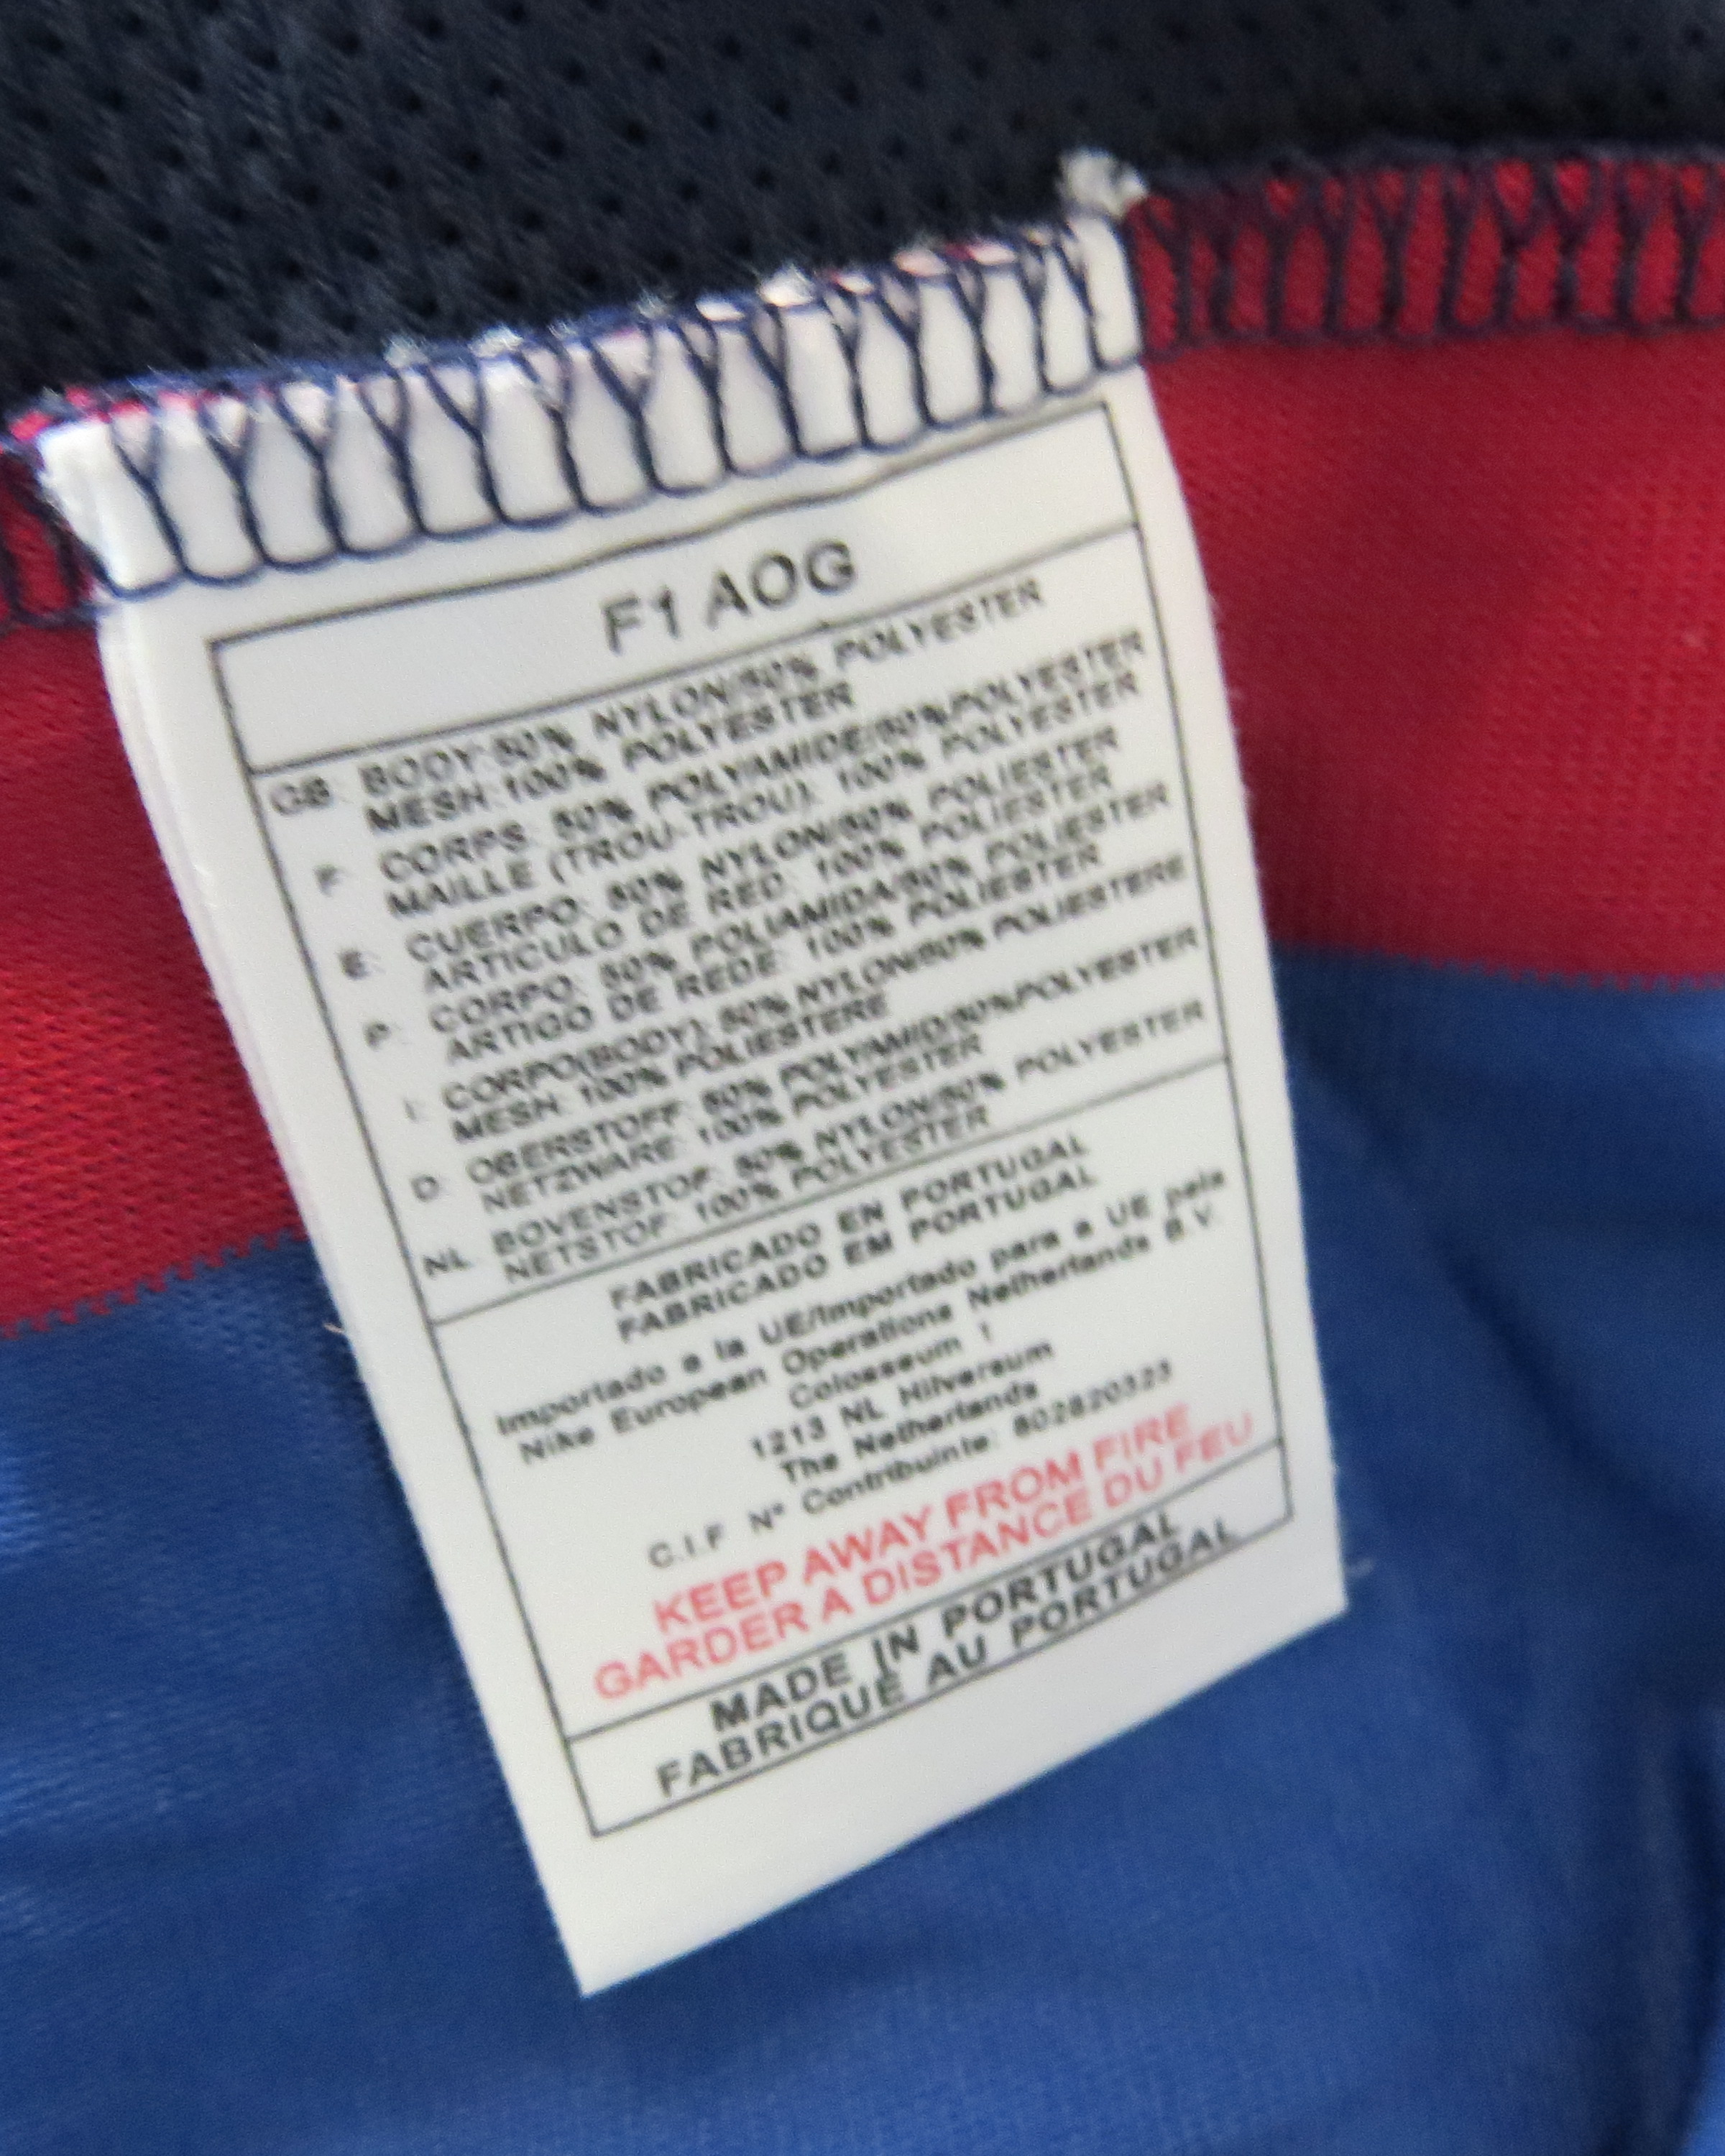 F1 AOG
GB: BODY:50% NYLON/50% POLYESTER
MESH:100% POLYESTER
F: CORPS: 50% POLYAMIDE/50%POLYESTER
MAILLE (TROU-TROU): 100% POLYESTER
E: CUERPO: 50% NYLON/50% POLIESTER
ARTICULO DE RED: 100% POLIESTER
P: CORPO: 50% POLIAMIDA/50% POLIESTER
ARTIGO DE REDE: 100% POLIESTER
I: CORPO(BODY): 50% NYLON/50% POLIESTERE
MESH: 100% POLIESTERE
D: OBERSTOFF: 50% POLYAMID/50%POLYESTER
NETZWARE: 100% POLYESTER
NL: BOVENSTOF: 50% NYLON/50% POLYESTER
NETSTOF: 100% POLYESTER
FABRICADO EN PORTUGAL
FABRICADO EM PORTUGAL
Importado a la UE/Importado para a UE pela
Nike European Operations Netherlands B.V.
Colosseum 1
1213 NL Hilversum
The Netherlands
C.I.F Nº Contribuinte: 802820323
KEEP AWAY FROM FIRE
GARDER A DISTANCE DU FEU
MADE IN PORTUGAL
FABRIQUÉ AU PORTUGAL